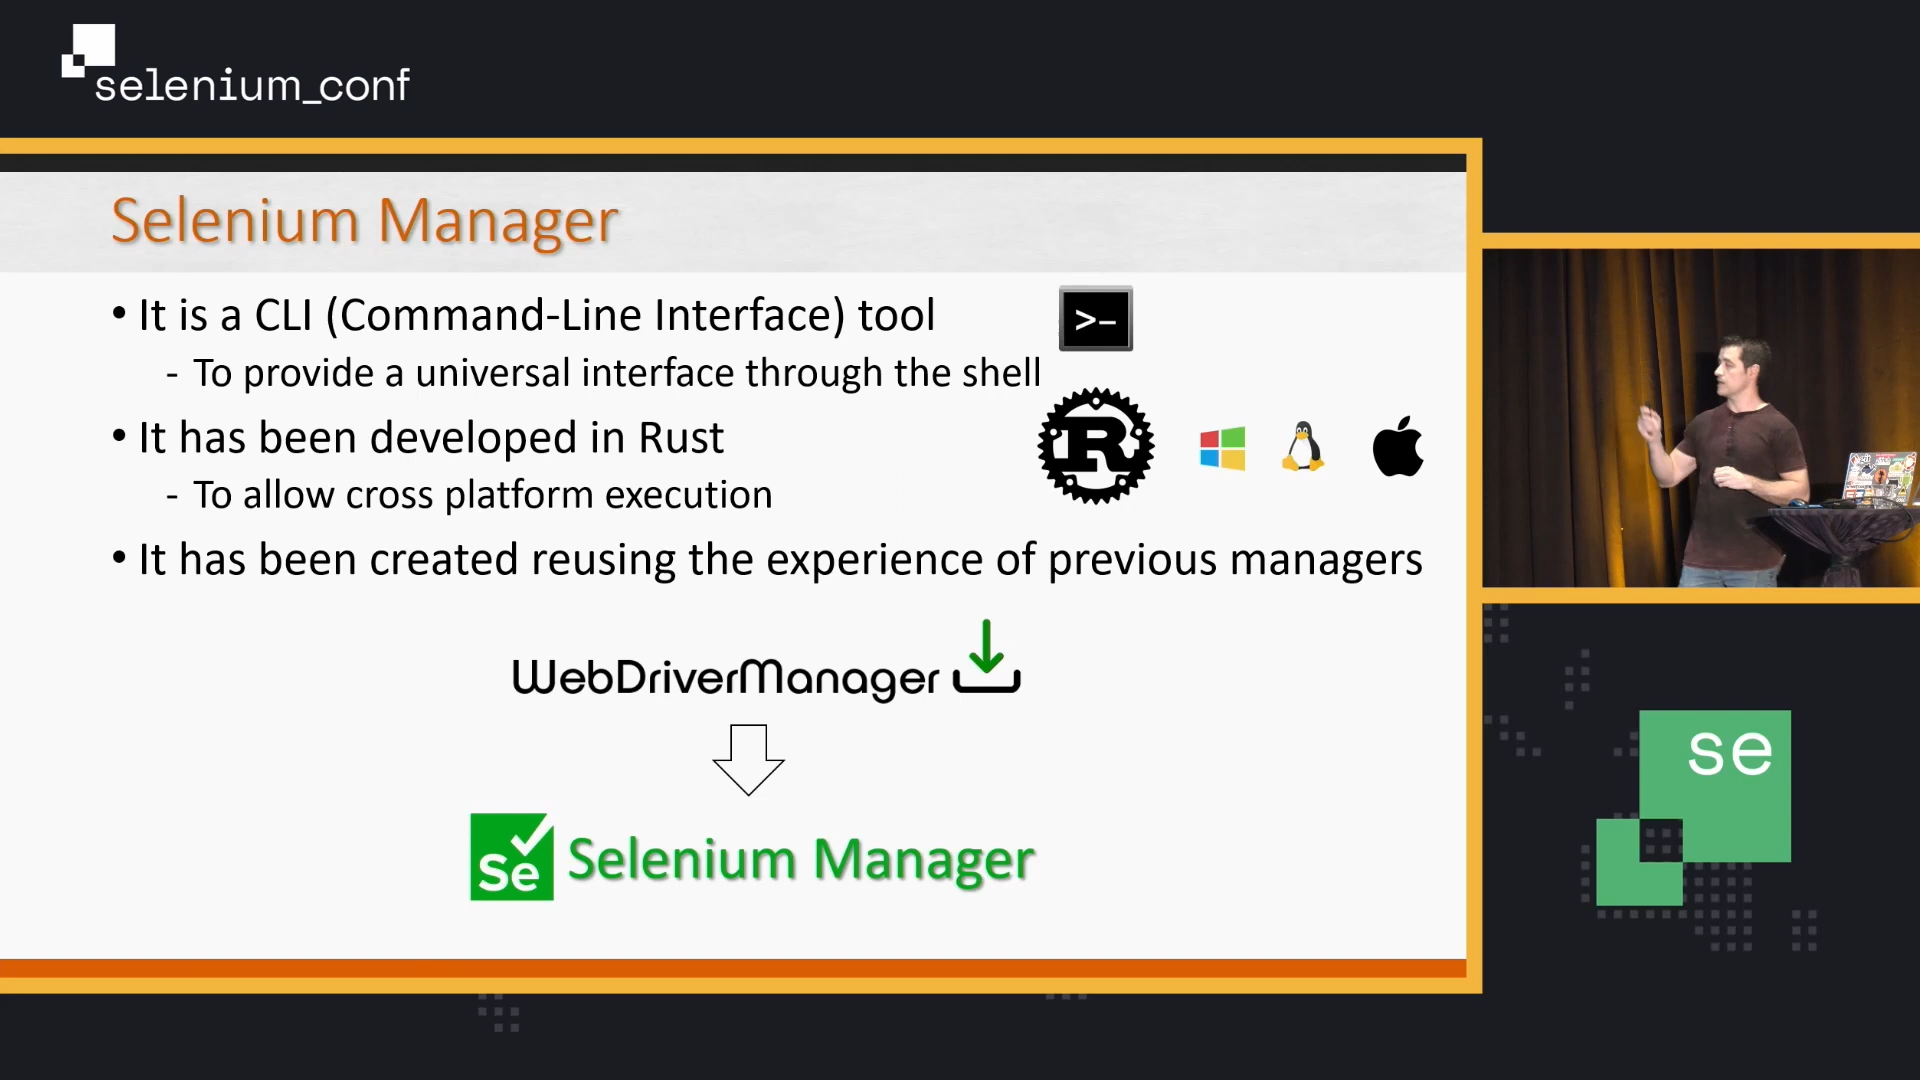 selenium_conf
Selenium Manager
• It is a CLI (Command-Line Interface) tool
>-
- To provide a universal interface through the shell
• It has been developed in Rust
R
- To allow cross platform execution
• It has been created reusing the experience of previous managers
WebDriverManager
Se Selenium Manager
se